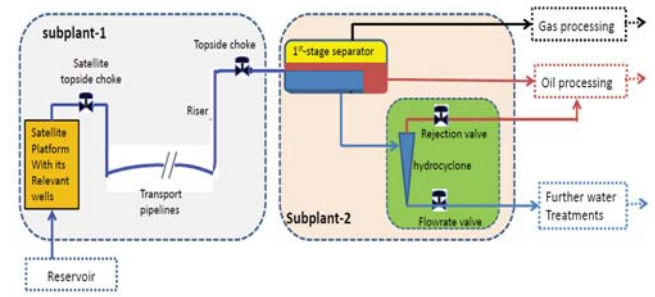 subplant-1
Topside choke
Satellite
topside choke
Riser
Satellite
Platform
With its
Relevant
wells
Transport
pipelines
Reservoir
1st-stage separator
Rejection valve
hydrocyclone
Flowrate valve
Subplant-2
Gas processing
Oil processing
Further water
Treatments